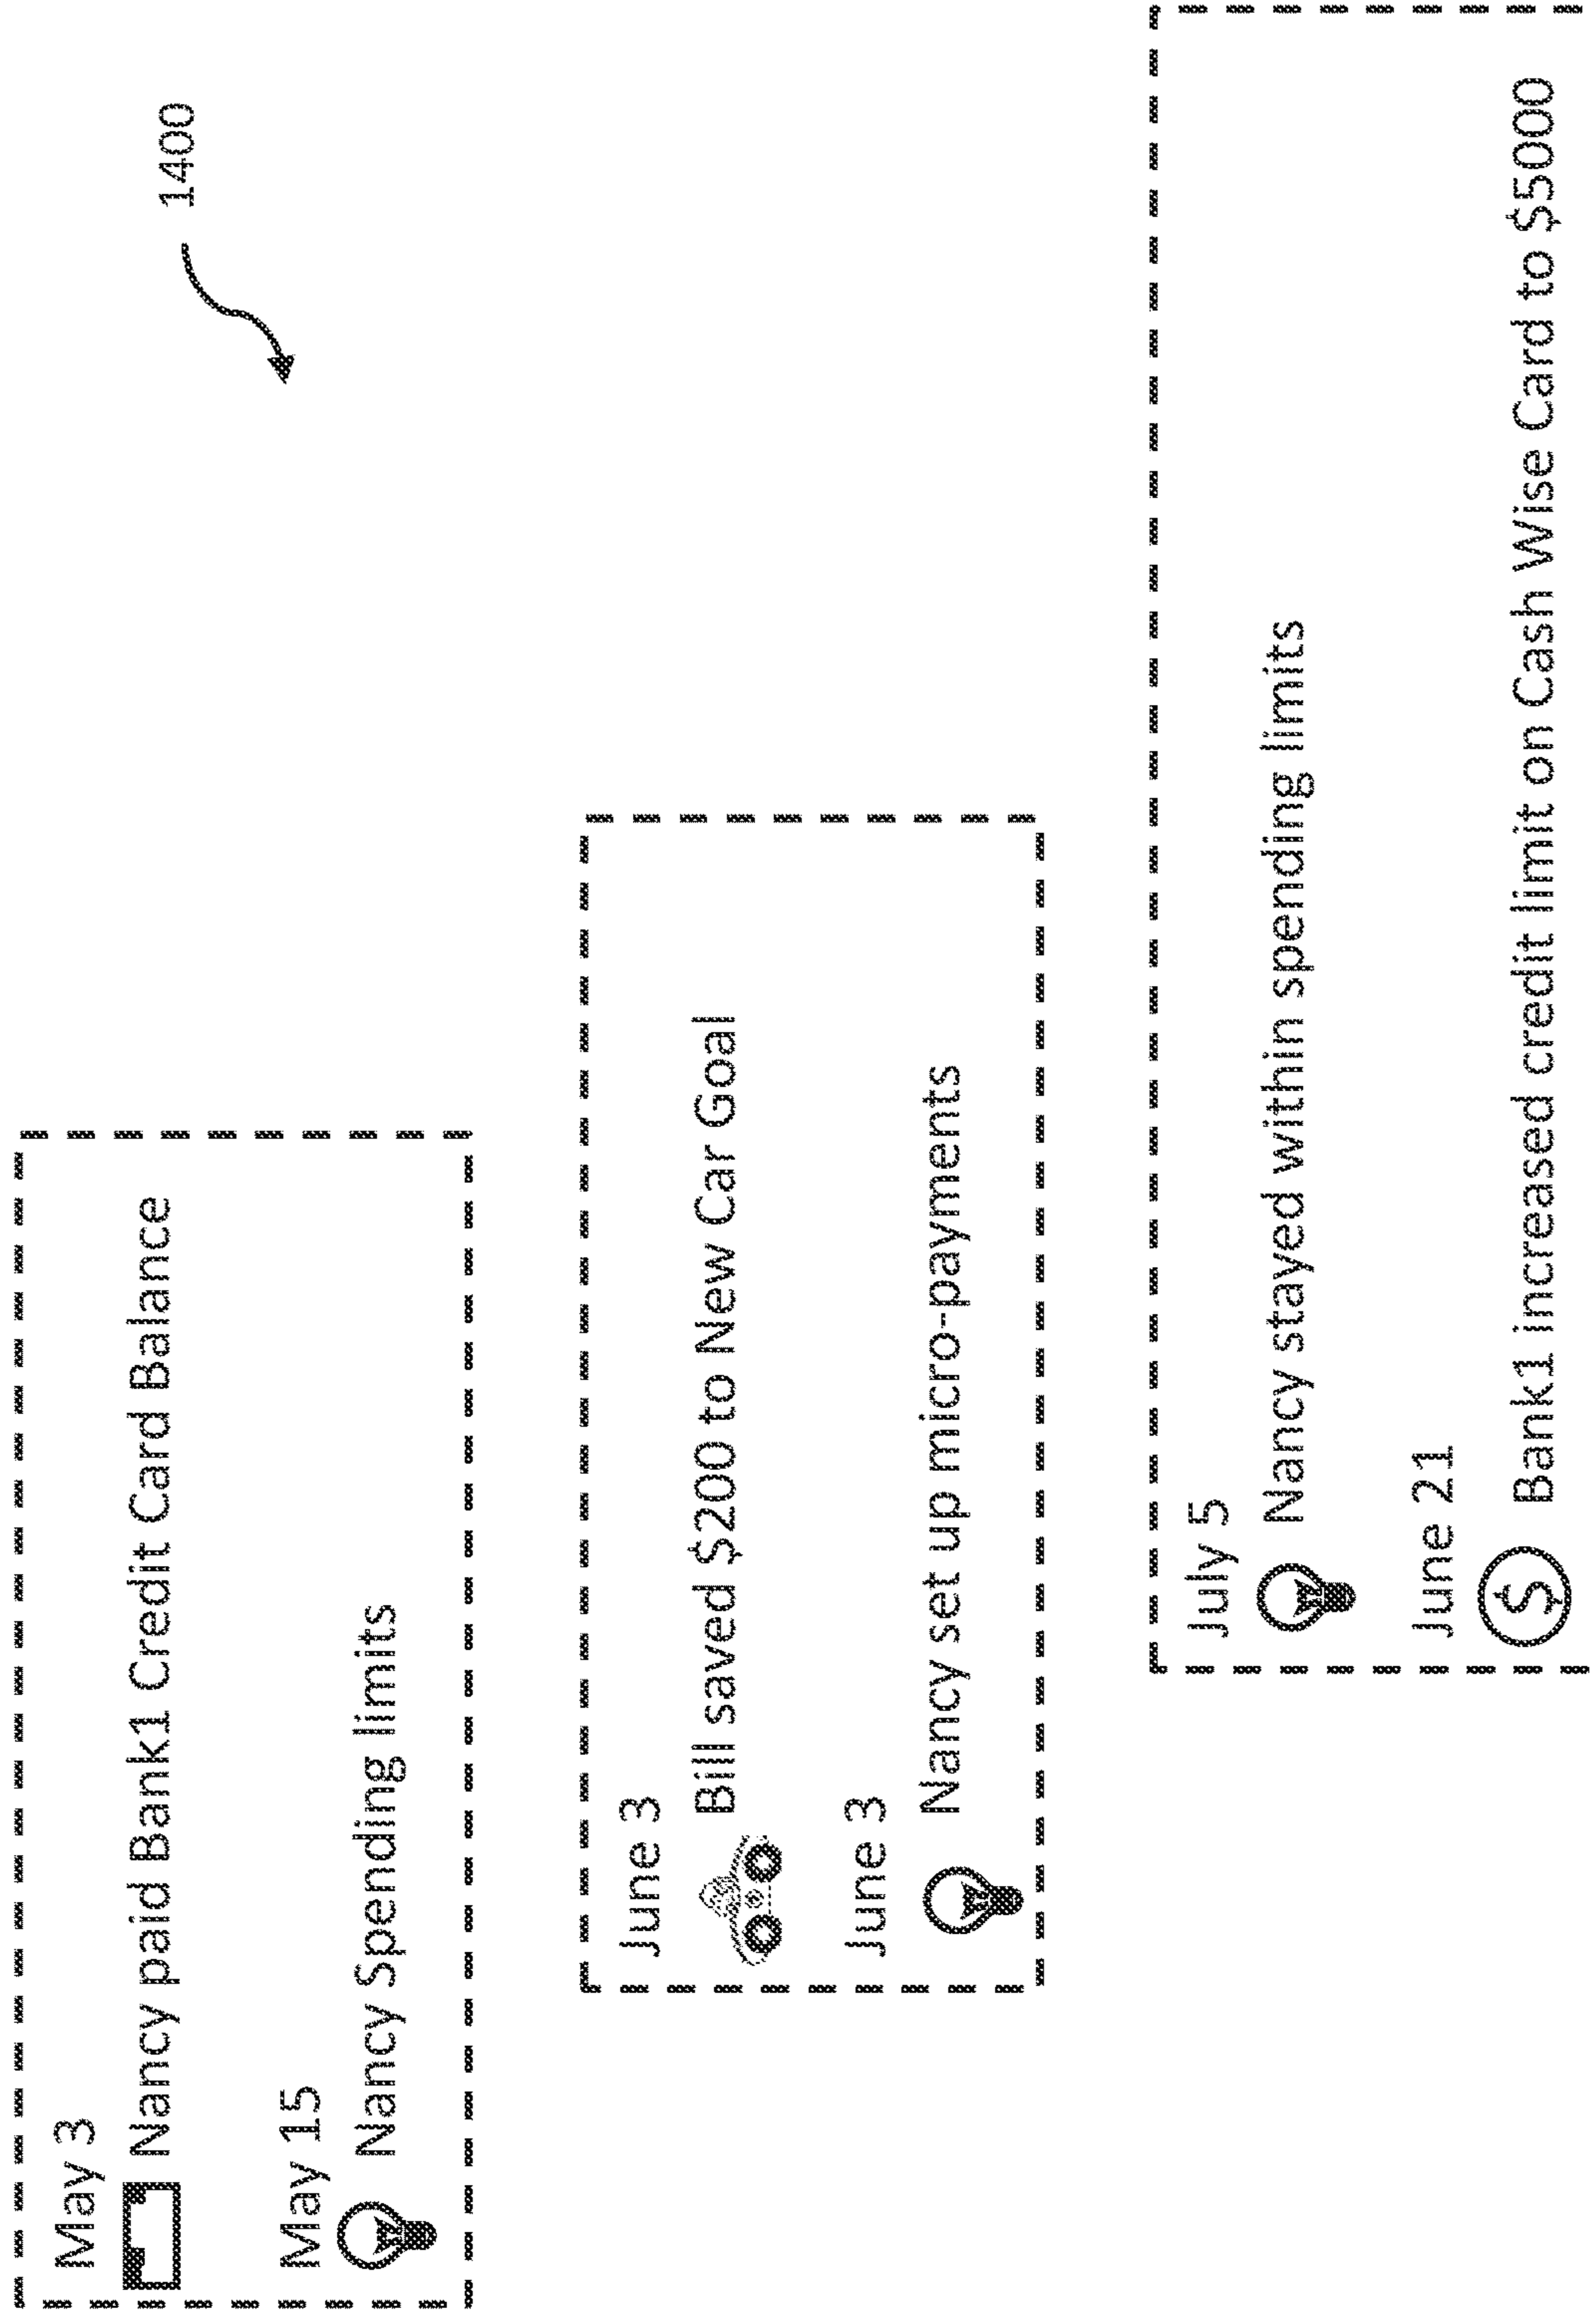 1400
May 3
Nancy paid Bank1 Credit Card Balance
May 15
Nancy Spending limits
June 3
Bill saved $200 to New Car Goal
June 3
Nancy set up micro-payments
July 5
Nancy stayed within spending limits
June 21
$ Bank1 increased credit limit on Cash Wise Card to $5000